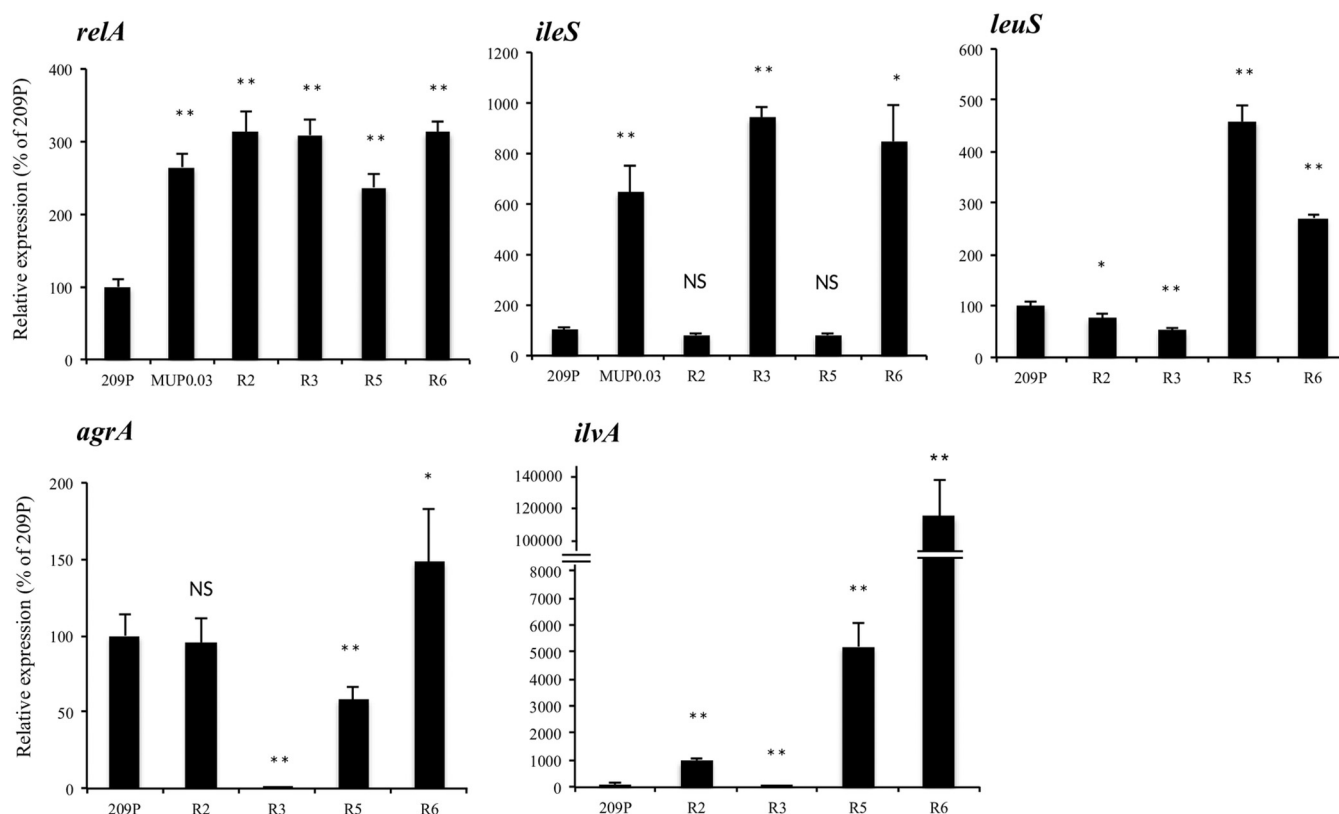 relA
Relative expression (% of 209P)
400
300
200
100
0
** ** ** ** **
209P MUP0.03 R2 R3 R5 R6
ileS
1200
1000
800
600
400
200
0
** NS ** NS *
209P MUP0.03 R2 R3 R5 R6
leuS
600
500
400
300
200
100
0
* ** ** **
209P R2 R3 R5 R6
agrA
Relative expression (% of 209P)
200
150
100
50
0
NS ** ** *
209P R2 R3 R5 R6
ilvA
140000
120000
100000
8000
7000
6000
5000
4000
3000
2000
1000
0
** ** ** **
209P R2 R3 R5 R6